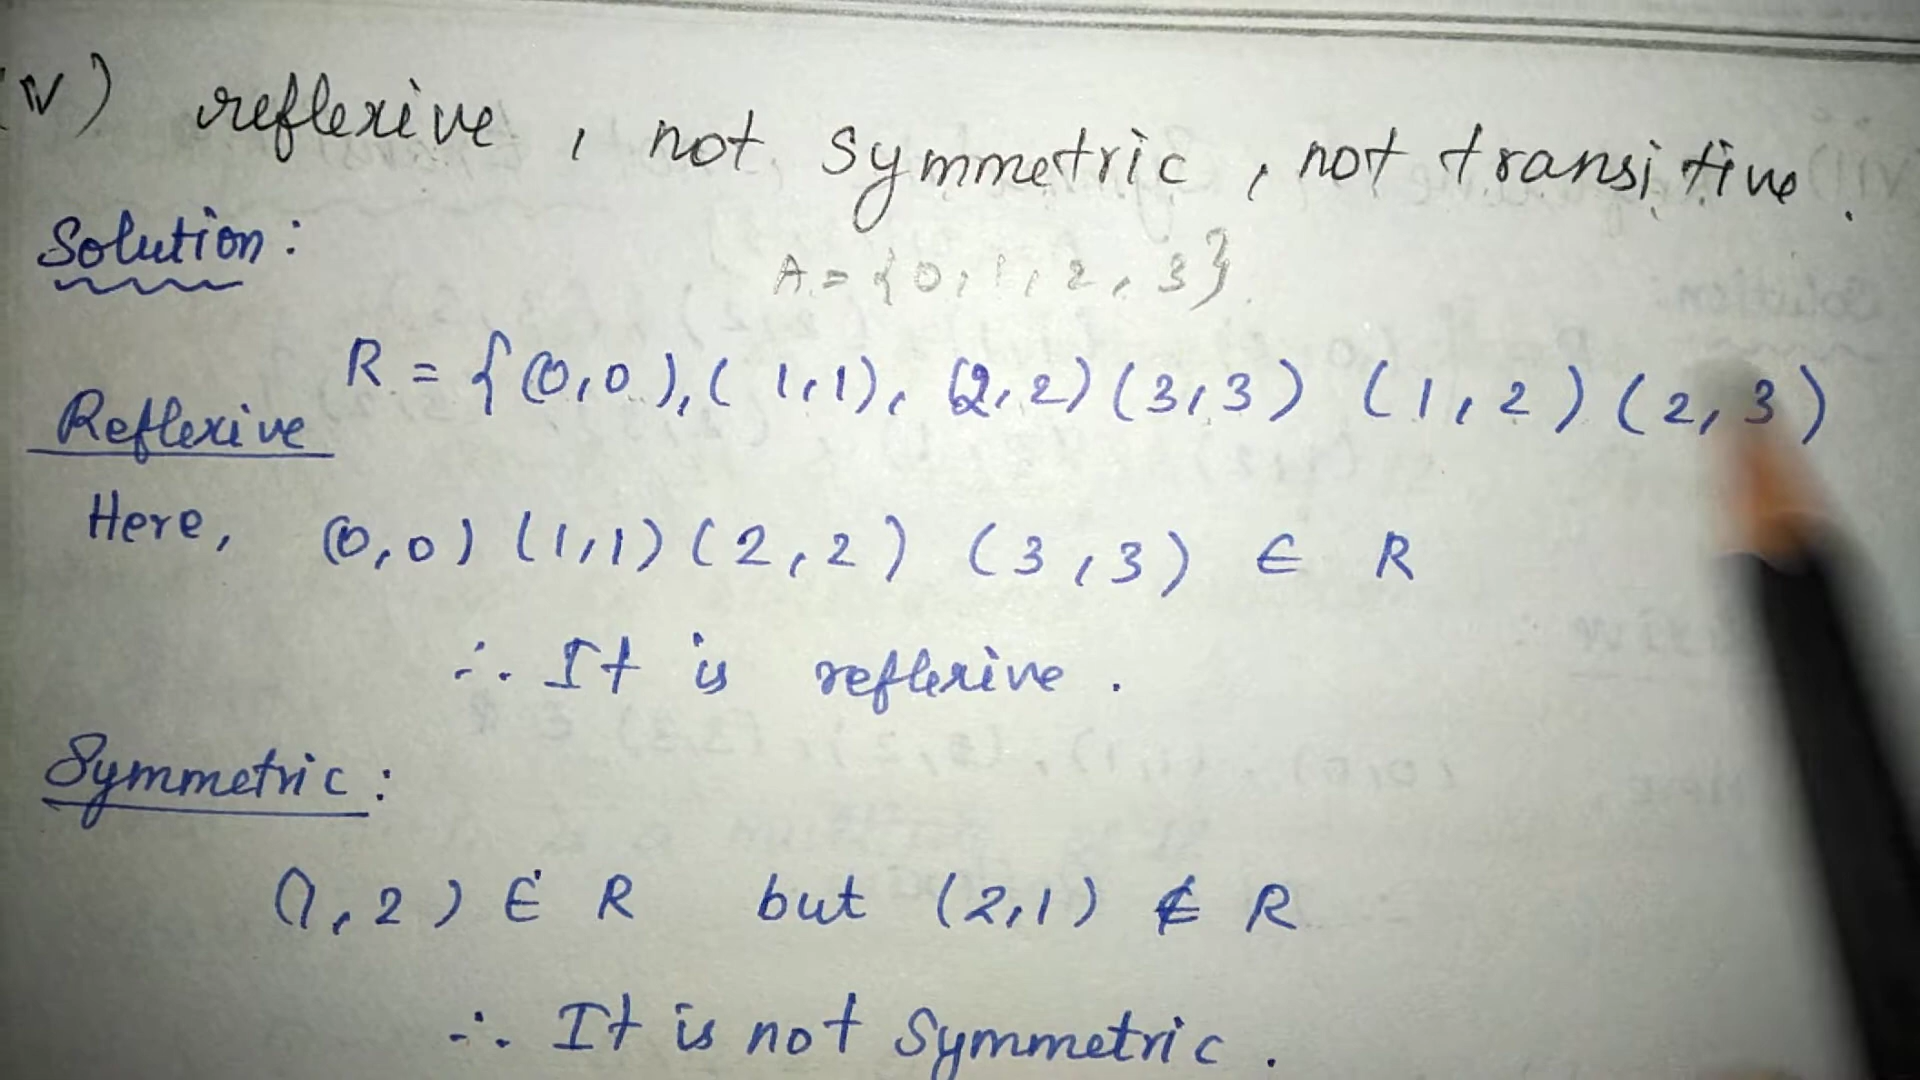 (iv) reflexive, not symmetric, not transitive.
Solution:
A = {0, 1, 2, 3}
R = {(0,0),(1,1),(2,2)(3,3)(1,2)(2,3)
Reflexive
Here, (0,0)(1,1)(2,2)(3,3) ∈ R
∴ It is reflexive.
Symmetric:
(1,2) ∈ R but (2,1) ∉ R
∴ It is not symmetric.